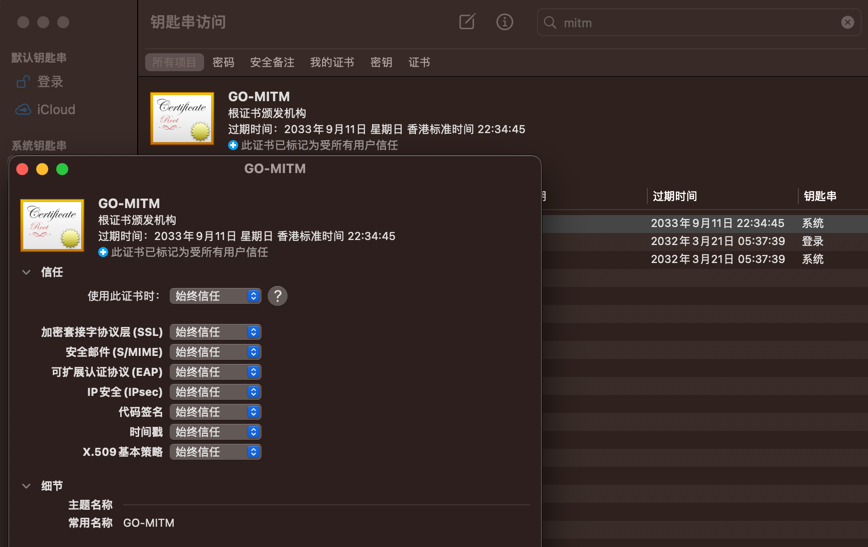 钥匙串访问
mitm
默认钥匙串
登录
iCloud
系统钥匙串
所有项目 密码 安全备注 我的证书 密钥 证书
Certificate
Root
GO-MITM
根证书颁发机构
过期时间：2033年9月11日 星期日 香港标准时间 22:34:45
此证书已标记为受所有用户信任
过期时间 钥匙串
2033年9月11日 22:34:45 系统
2032年3月21日 05:37:39 登录
2032年3月21日 05:37:39 系统
GO-MITM
Certificate
Root
GO-MITM
根证书颁发机构
过期时间：2033年9月11日 星期日 香港标准时间 22:34:45
此证书已标记为受所有用户信任
信任
使用此证书时： 始终信任 ?
加密套接字协议层 (SSL) 始终信任
安全邮件 (S/MIME) 始终信任
可扩展认证协议 (EAP) 始终信任
IP 安全 (IPsec) 始终信任
代码签名 始终信任
时间戳 始终信任
X.509 基本策略 始终信任
细节
主题名称
常用名称 GO-MITM